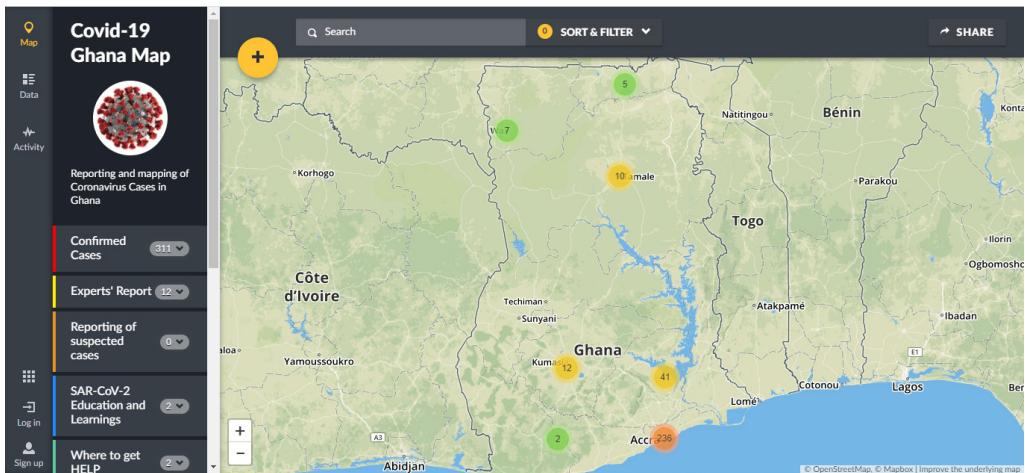 Map
Data
Activity
Log in
Sign up
Covid-19
Ghana Map
Reporting and mapping of
Coronavirus Cases in
Ghana
Confirmed
Cases
311
Experts' Report
12
Reporting of
suspected
cases
0
SAR-CoV-2
Education and
Learnings
2
Where to get
HELP
2
+
Search
0 SORT & FILTER
SHARE
5
Natitingou
Bénin
7
Korhogo
10
amale
Parakou
Togo
Ilorin
Ogbomosho
Côte
d'Ivoire
Techiman
Sunyani
Atakpamé
Ibadan
Ghana
Yamoussoukro
12
41
E1
Cotonou
Lagos
Lomé
+
−
A3
2
Accra
236
Abidjan
© OpenStreetMap, © Mapbox | Improve the underlying map